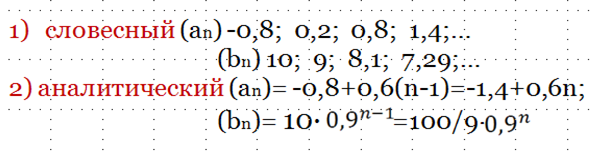 1) словесный (aₙ) -0,8; 0,2; 0,8; 1,4;...
(bₙ) 10; 9; 8,1; 7,29;...
2) аналитический (aₙ)= -0,8+0,6(n-1)=-1,4+0,6n;
(bₙ)= 10· 0,9ⁿ⁻¹=100/9·0,9ⁿ